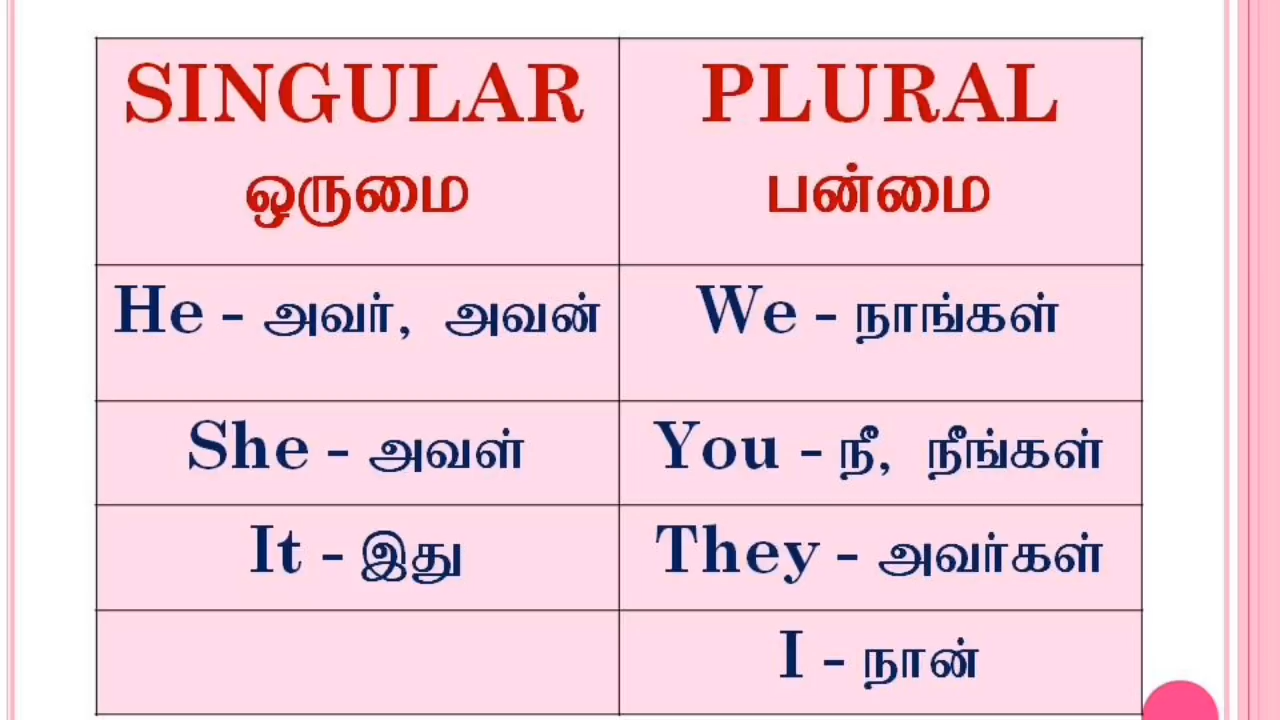 SINGULAR
ஒருமை
PLURAL
பன்மை
He - அவர், அவன்
We - நாங்கள்
She - அவள்
You - நீ, நீங்கள்
It - இது
They - அவர்கள்
I - நான்